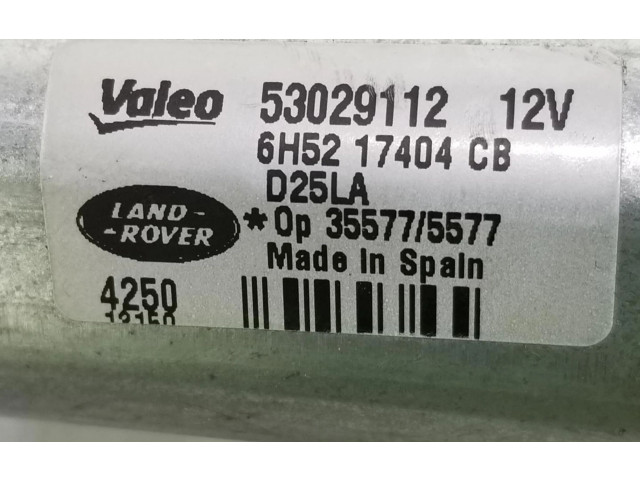 Valeo 53029112 12V
6H52 17404 CB
D25LA
LAND-
-ROVER
*Op 35577/5577
Made in Spain
4250